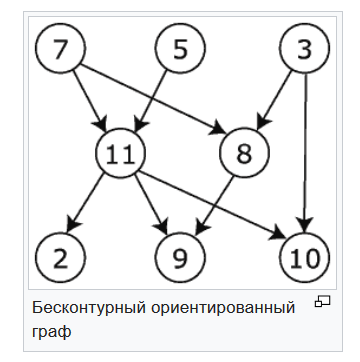 7 5 3
11 8
2 9 10
Бесконтурный ориентированный
граф